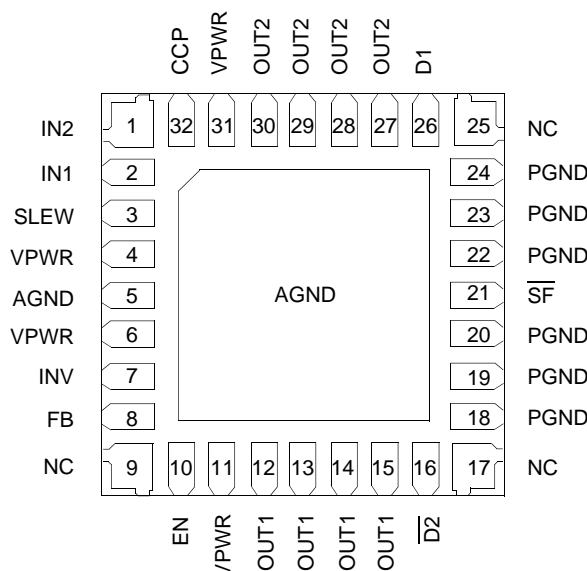 CCP VPWR OUT2 OUT2 OUT2 OUT2 D1
32 31 30 29 28 27 26
IN2 1 25 NC
IN1 2 24 PGND
SLEW 3 23 PGND
VPWR 4 22 PGND
AGND 5 AGND 21 S̅F̅
VPWR 6 20 PGND
INV 7 19 PGND
FB 8 18 PGND
NC 9 17 NC
10 11 12 13 14 15 16
EN VPWR OUT1 OUT1 OUT1 OUT1 D̅2̅